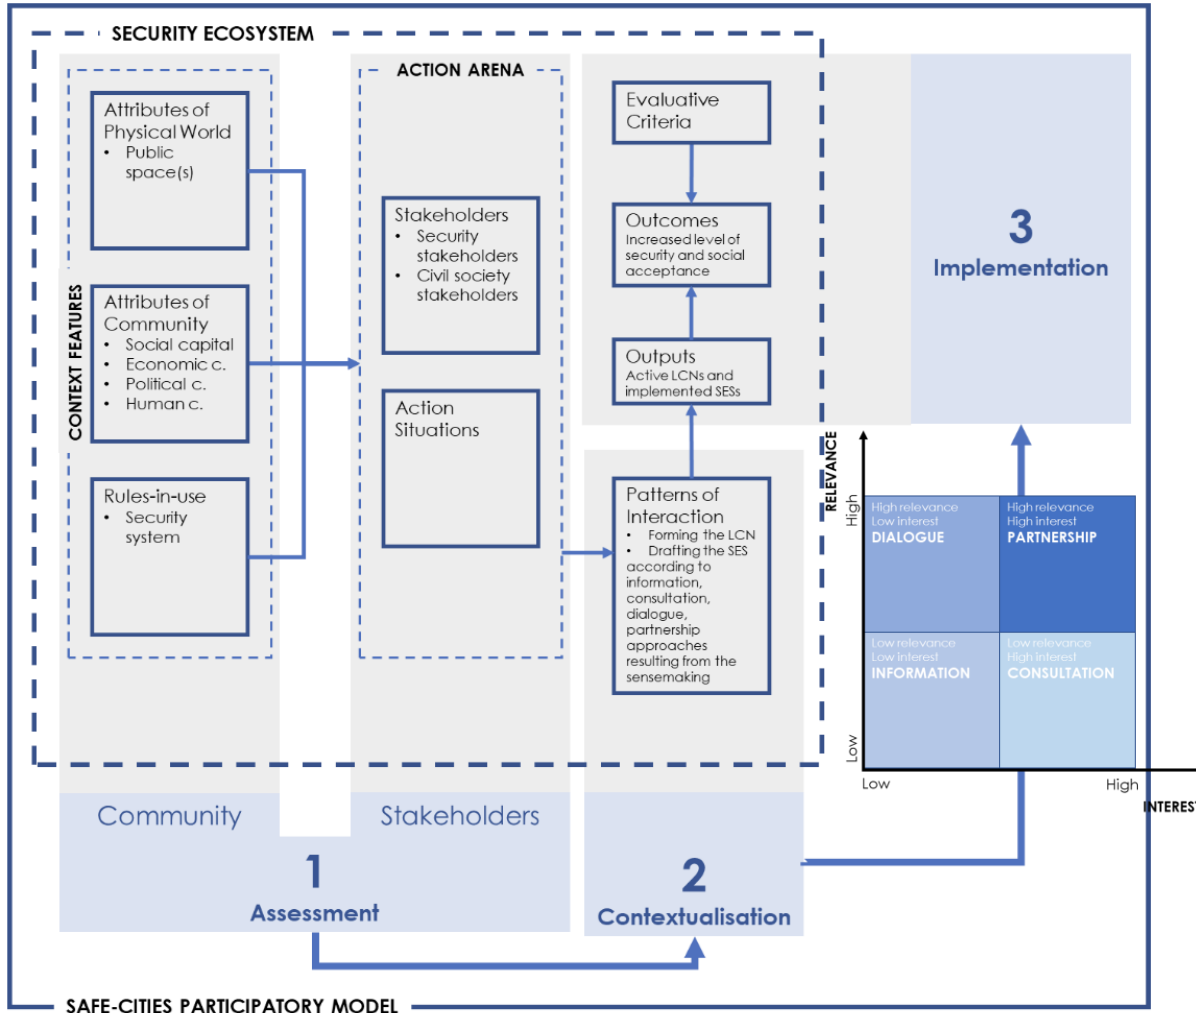 SECURITY ECOSYSTEM
CONTEXT FEATURES
Attributes of
Physical World
• Public
space(s)
Attributes of
Community
• Social capital
• Economic c.
• Political c.
• Human c.
Rules-in-use
• Security
system
ACTION ARENA
Stakeholders
• Security
stakeholders
• Civil society
stakeholders
Action
Situations
Evaluative
Criteria
Outcomes
Increased level of
security and social
acceptance
Outputs
Active LCNs and
implemented SESs
Patterns of
Interaction
• Forming the LCN
• Drafting the SES
according to
information,
consultation,
dialogue,
partnership
approaches
resulting from the
sensemaking
3
Implementation
RELEVANCE
High
Low
High relevance
Low interest
DIALOGUE
High relevance
High interest
PARTNERSHIP
Low relevance
Low interest
INFORMATION
Low relevance
High interest
CONSULTATION
Low
High
INTEREST
Community
Stakeholders
1
Assessment
2
Contextualisation
SAFE-CITIES PARTICIPATORY MODEL